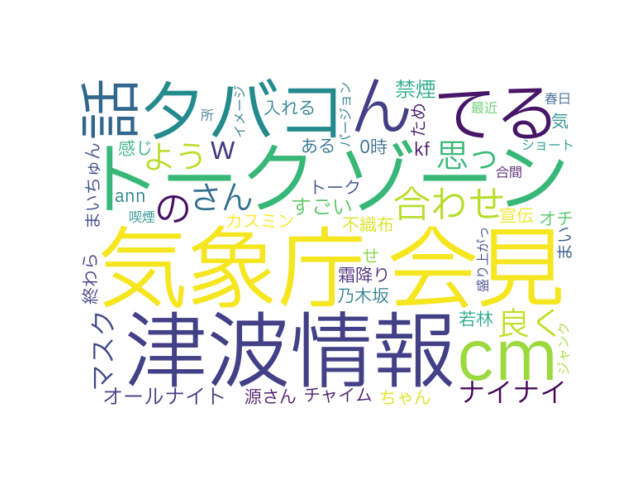 話
タバコ
ん
てる
禁煙
ため
春日
最近
気
所
イメージ
入れる
バージョン
感じ
よう
w
ある
0時
kf
思っ
ショート
合間
トークゾーン
まいちゅん
ann
の
さん
トーク
すごい
合わせ
喫煙
カスミン
不織布
宣伝
オチ
まい
気象庁
会見
せ
盛り上がっ
終わら
霜降り
乃木坂
津波情報
cm
若林
良く
マスク
ジャンク
オールナイト
源さん
チャイム
ちゃん
ナイナイ